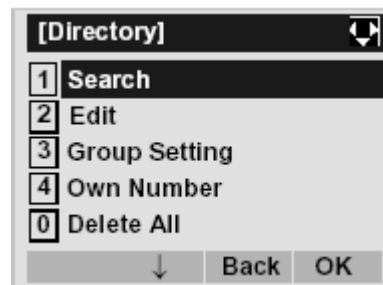 [Directory]
1 Search
2 Edit
3 Group Setting
4 Own Number
0 Delete All
↓ Back OK